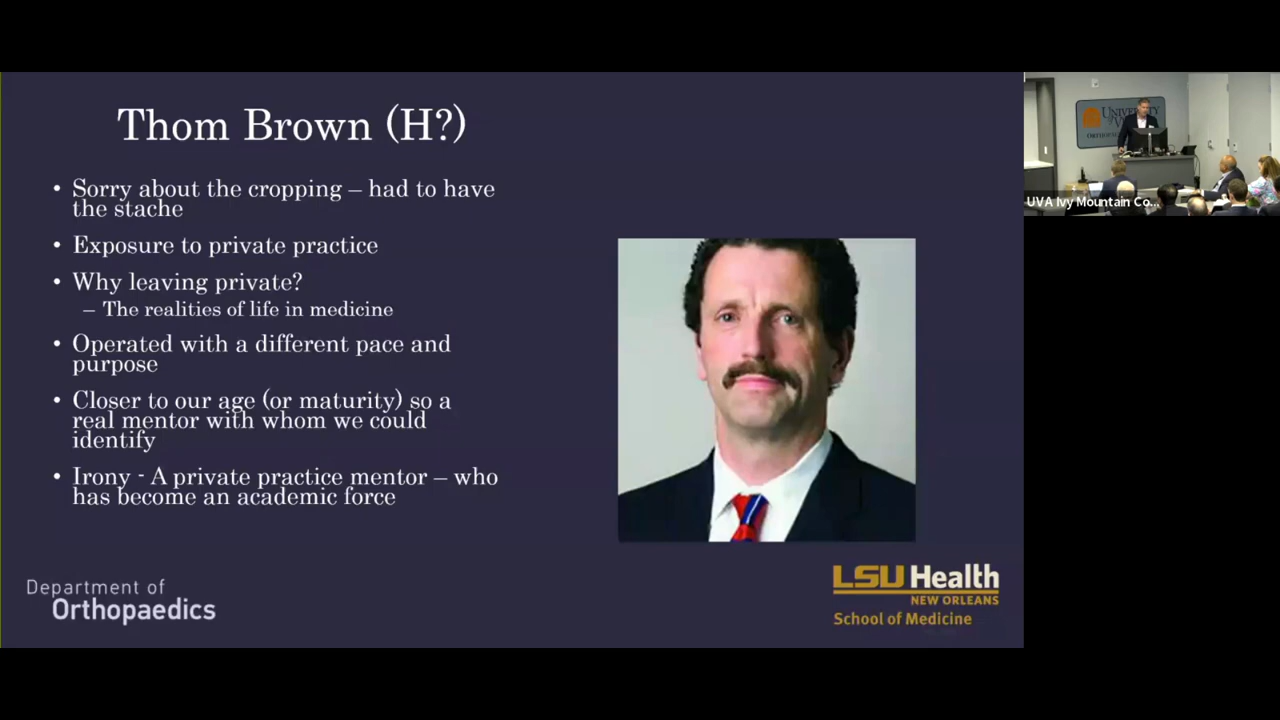 Thom Brown (H?)
• Sorry about the cropping – had to have
the stache
• Exposure to private practice
• Why leaving private?
– The realities of life in medicine
• Operated with a different pace and
purpose
• Closer to our age (or maturity) so a
real mentor with whom we could
identify
• Irony - A private practice mentor – who
has become an academic force
Department of
Orthopaedics
LSU Health
NEW ORLEANS
School of Medicine
UNIVERSITY
UVA Ivy Mountain Co...